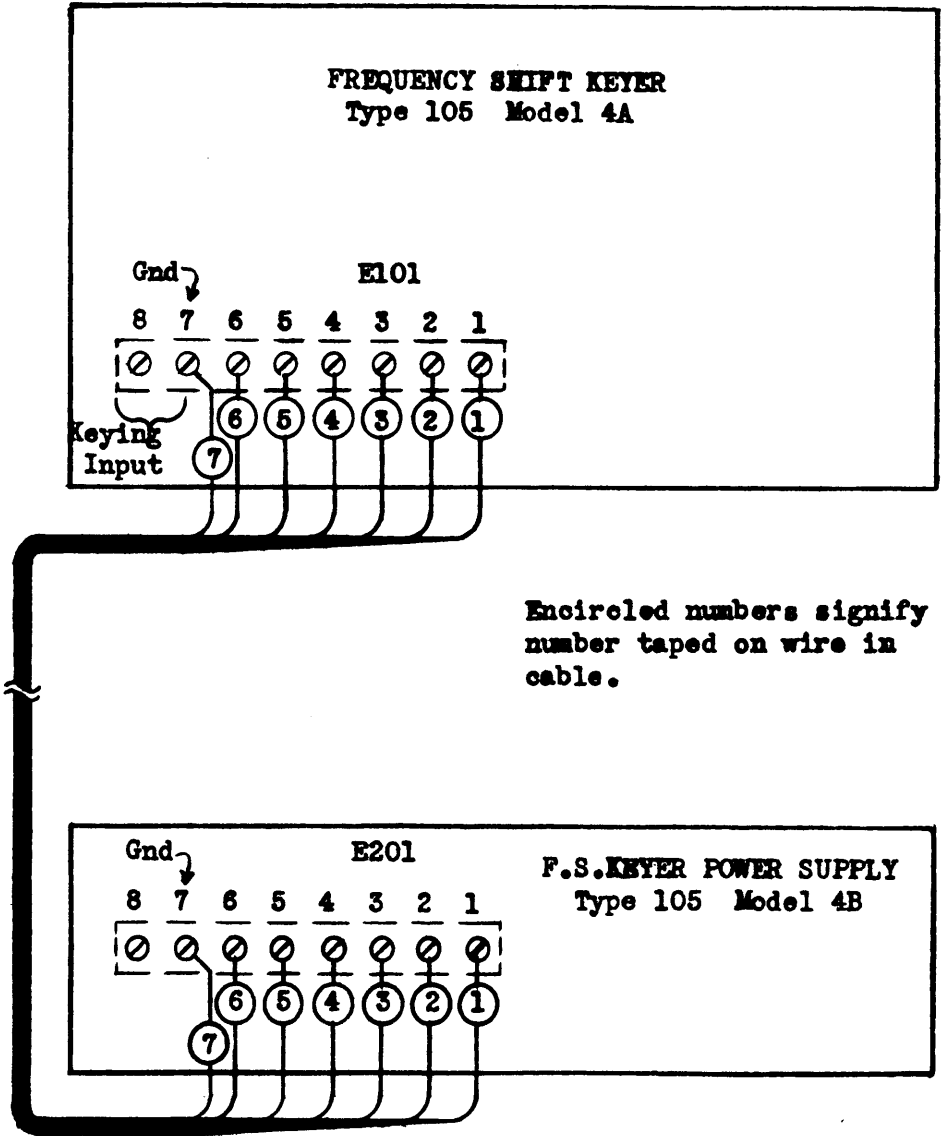 FREQUENCY SHIFT KEYER
Type 105 Model 4A
Gnd
E101
8 7 6 5 4 3 2 1
6 5 4 3 2 1
Keying
Input
7
Encircled numbers signify
number taped on wire in
cable.
Gnd
E201
F.S.KEYER POWER SUPPLY
Type 105 Model 4B
8 7 6 5 4 3 2 1
6 5 4 3 2 1
7